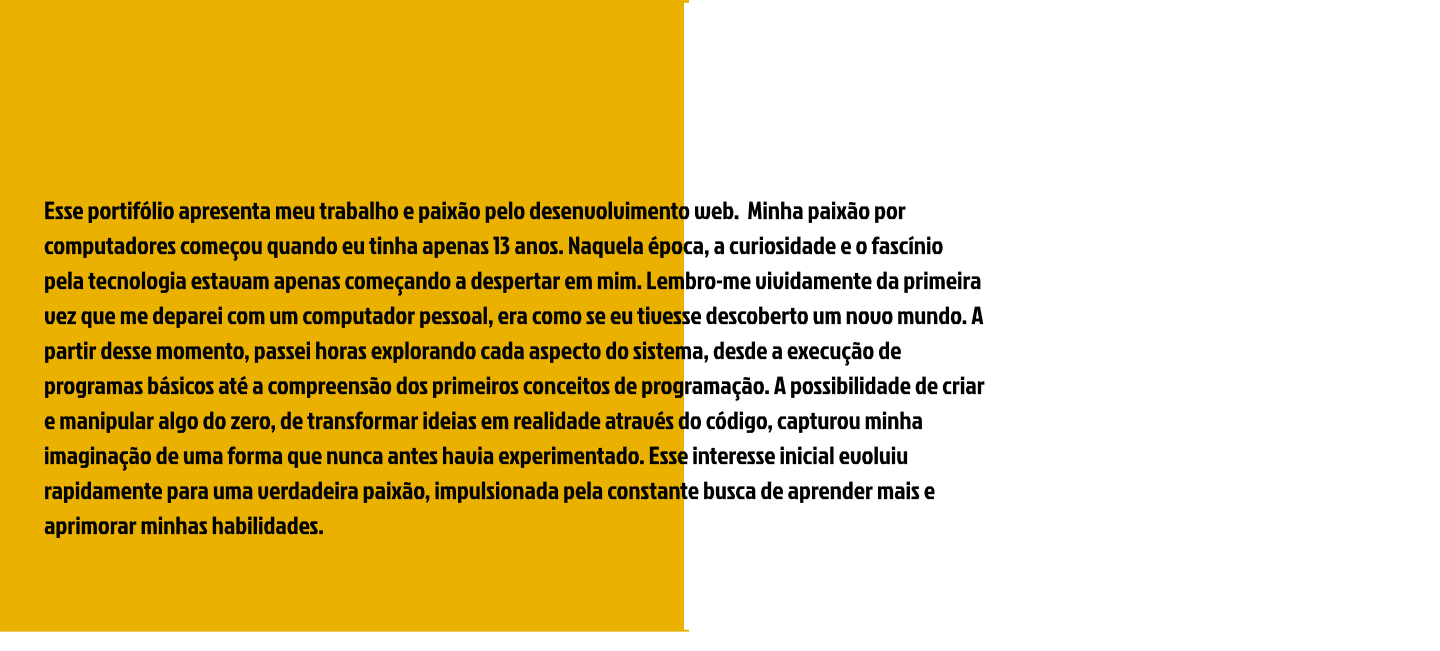 Esse portifólio apresenta meu trabalho e paixão pelo desenvolvimento web.  Minha paixão por
computadores começou quando eu tinha apenas 13 anos. Naquela época, a curiosidade e o fascínio
pela tecnologia estavam apenas começando a despertar em mim. Lembro-me vividamente da primeira
vez que me deparei com um computador pessoal, era como se eu tivesse descoberto um novo mundo. A
partir desse momento, passei horas explorando cada aspecto do sistema, desde a execução de
programas básicos até a compreensão dos primeiros conceitos de programação. A possibilidade de criar
e manipular algo do zero, de transformar ideias em realidade através do código, capturou minha
imaginação de uma forma que nunca antes havia experimentado. Esse interesse inicial evoluiu
rapidamente para uma verdadeira paixão, impulsionada pela constante busca de aprender mais e
aprimorar minhas habilidades.